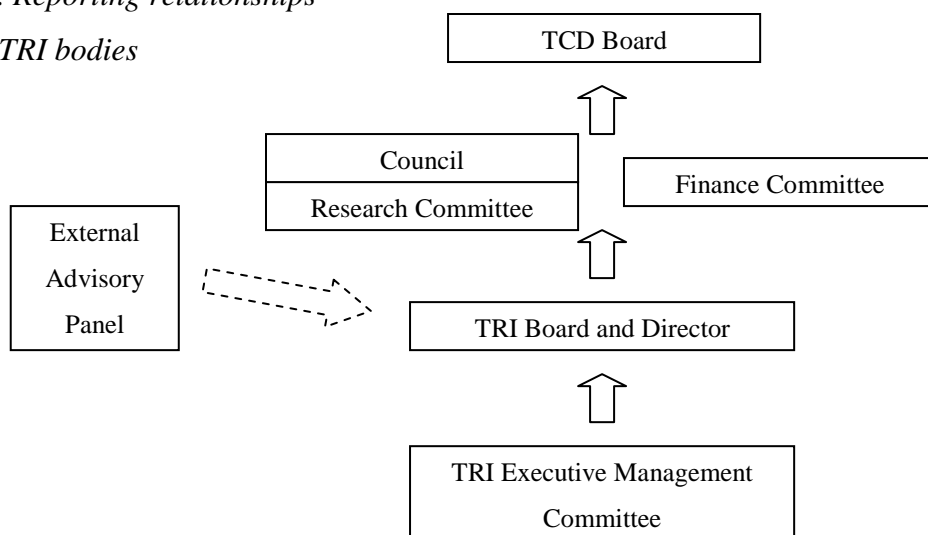 . Reporting relationships
TRI bodies
TCD Board
Council
Research Committee
Finance Committee
External
Advisory
Panel
TRI Board and Director
TRI Executive Management
Committee